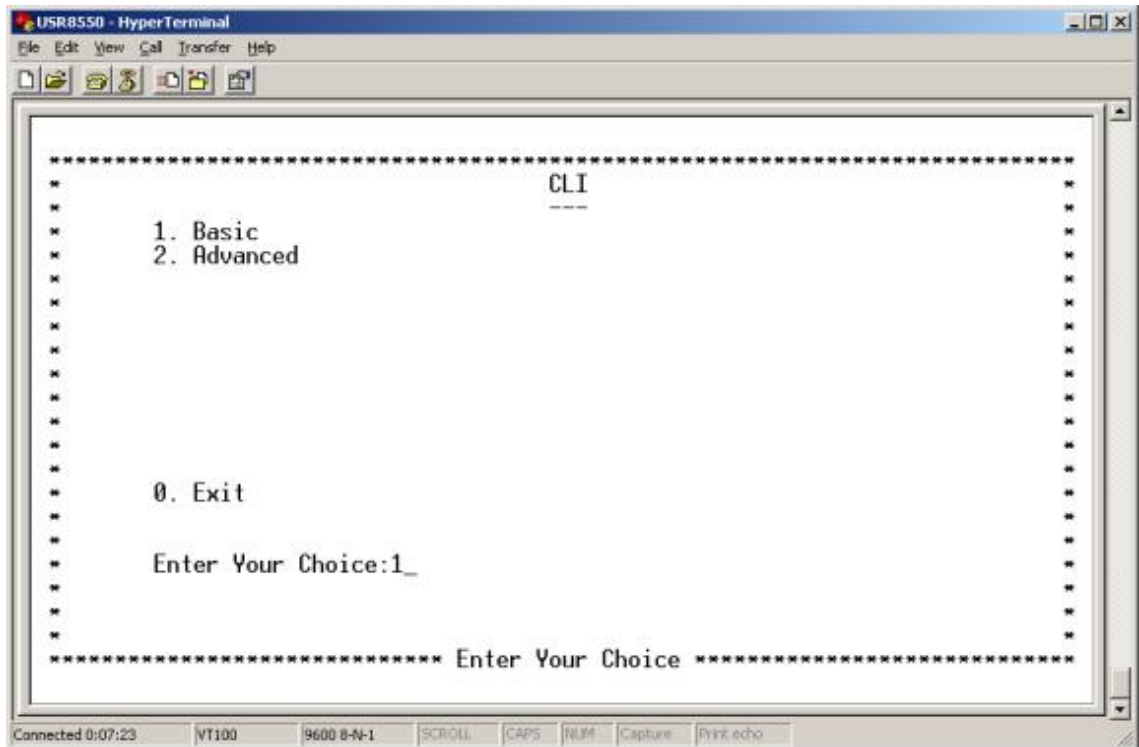 USR8550 - HyperTerminal
File Edit View Call Transfer Help
********************************************************************************
* CLI *
* --- *
* 1. Basic *
* 2. Advanced *
* *
* *
* *
* *
* *
* *
* *
* *
* *
* 0. Exit *
* *
* *
* Enter Your Choice:1_ *
* *
* *
* *
****************************** Enter Your Choice *****************************
Connected 0:07:23 VT100 9600 8-N-1 SCROLL CAPS NUM Capture Print echo